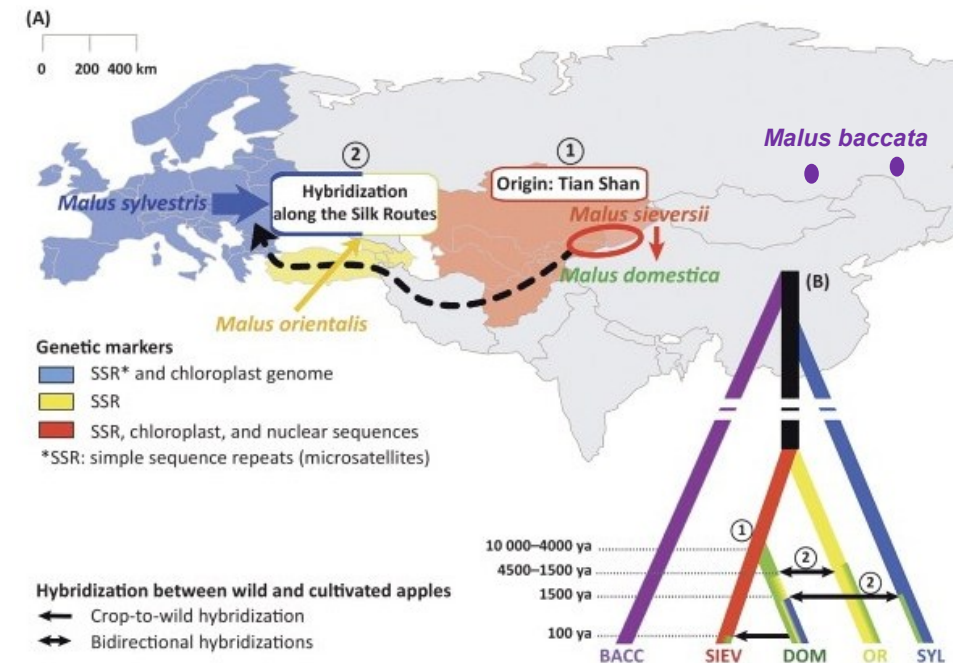 (A)
0 200 400 km
Malus baccata
2
1
Hybridization
along the Silk Routes
Origin: Tian Shan
Malus sylvestris
Malus sieversii
Malus domestica
Malus orientalis
(B)
Genetic markers
SSR* and chloroplast genome
SSR
SSR, chloroplast, and nuclear sequences
*SSR: simple sequence repeats (microsatellites)
1
10 000–4000 ya
2
4500–1500 ya
2
1500 ya
100 ya
Hybridization between wild and cultivated apples
Crop-to-wild hybridization
Bidirectional hybridizations
BACC SIEV DOM OR SYL